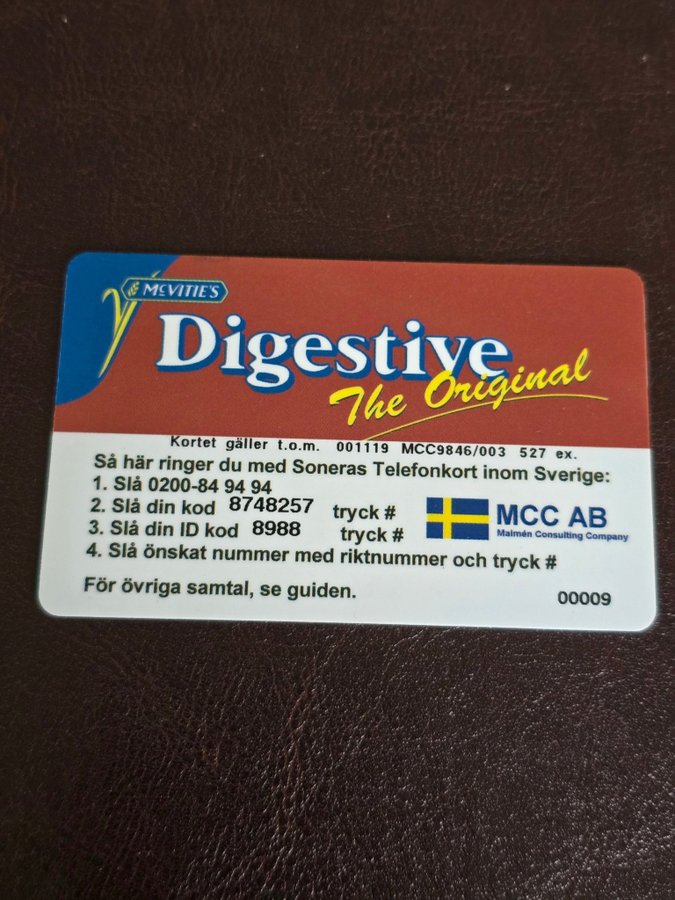 McVITIE'S
Digestive
The Original
Kortet gäller t.o.m. 001119 MCC9846/003 527 ex.
Så här ringer du med Soneras Telefonkort inom Sverige:
1. Slå 0200-84 94 94
2. Slå din kod 8748257 tryck #
3. Slå din ID kod 8988 tryck #
MCC AB
Malmén Consulting Company
4. Slå önskat nummer med riktnummer och tryck #
För övriga samtal, se guiden.
00009